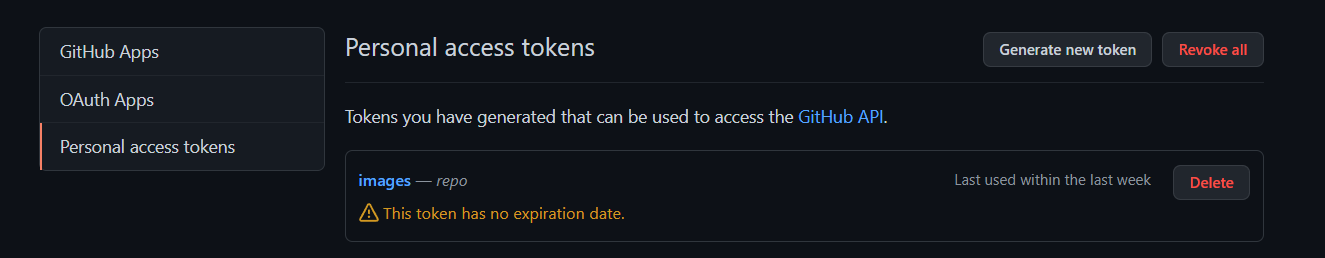 GitHub Apps
OAuth Apps
Personal access tokens
Personal access tokens
Generate new token
Revoke all
Tokens you have generated that can be used to access the GitHub API.
images — repo
Last used within the last week
Delete
This token has no expiration date.